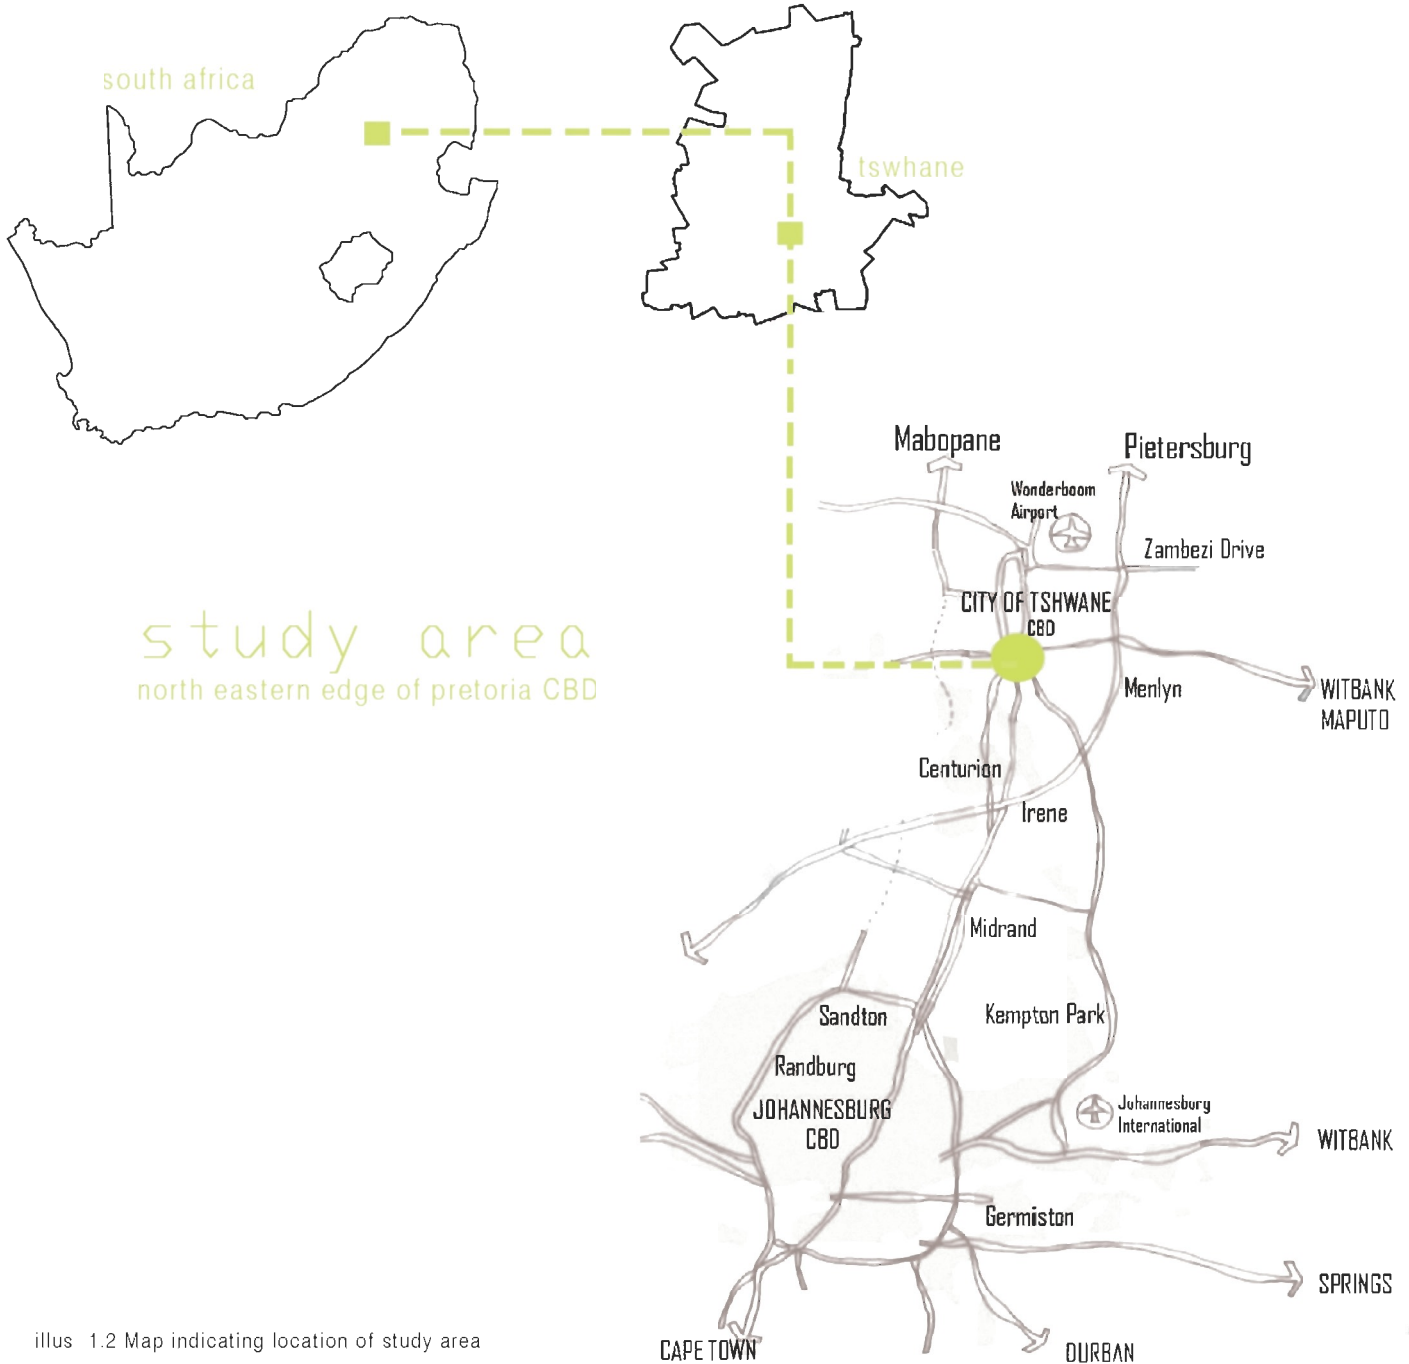 south africa
tswhane
Mabopane
Pietersburg
Wonderboom
Airport
Zambezi Drive
CITY OF TSHWANE
CBD
study area
north eastern edge of pretoria CBD
Menlyn
WITBANK
MAPUTO
Centurion
Irene
Midrand
Sandton
Kempton Park
Randburg
JOHANNESBURG
CBD
Johannesburg
International
WITBANK
Germiston
SPRINGS
illus 1.2 Map indicating location of study area
CAPE TOWN
DURBAN